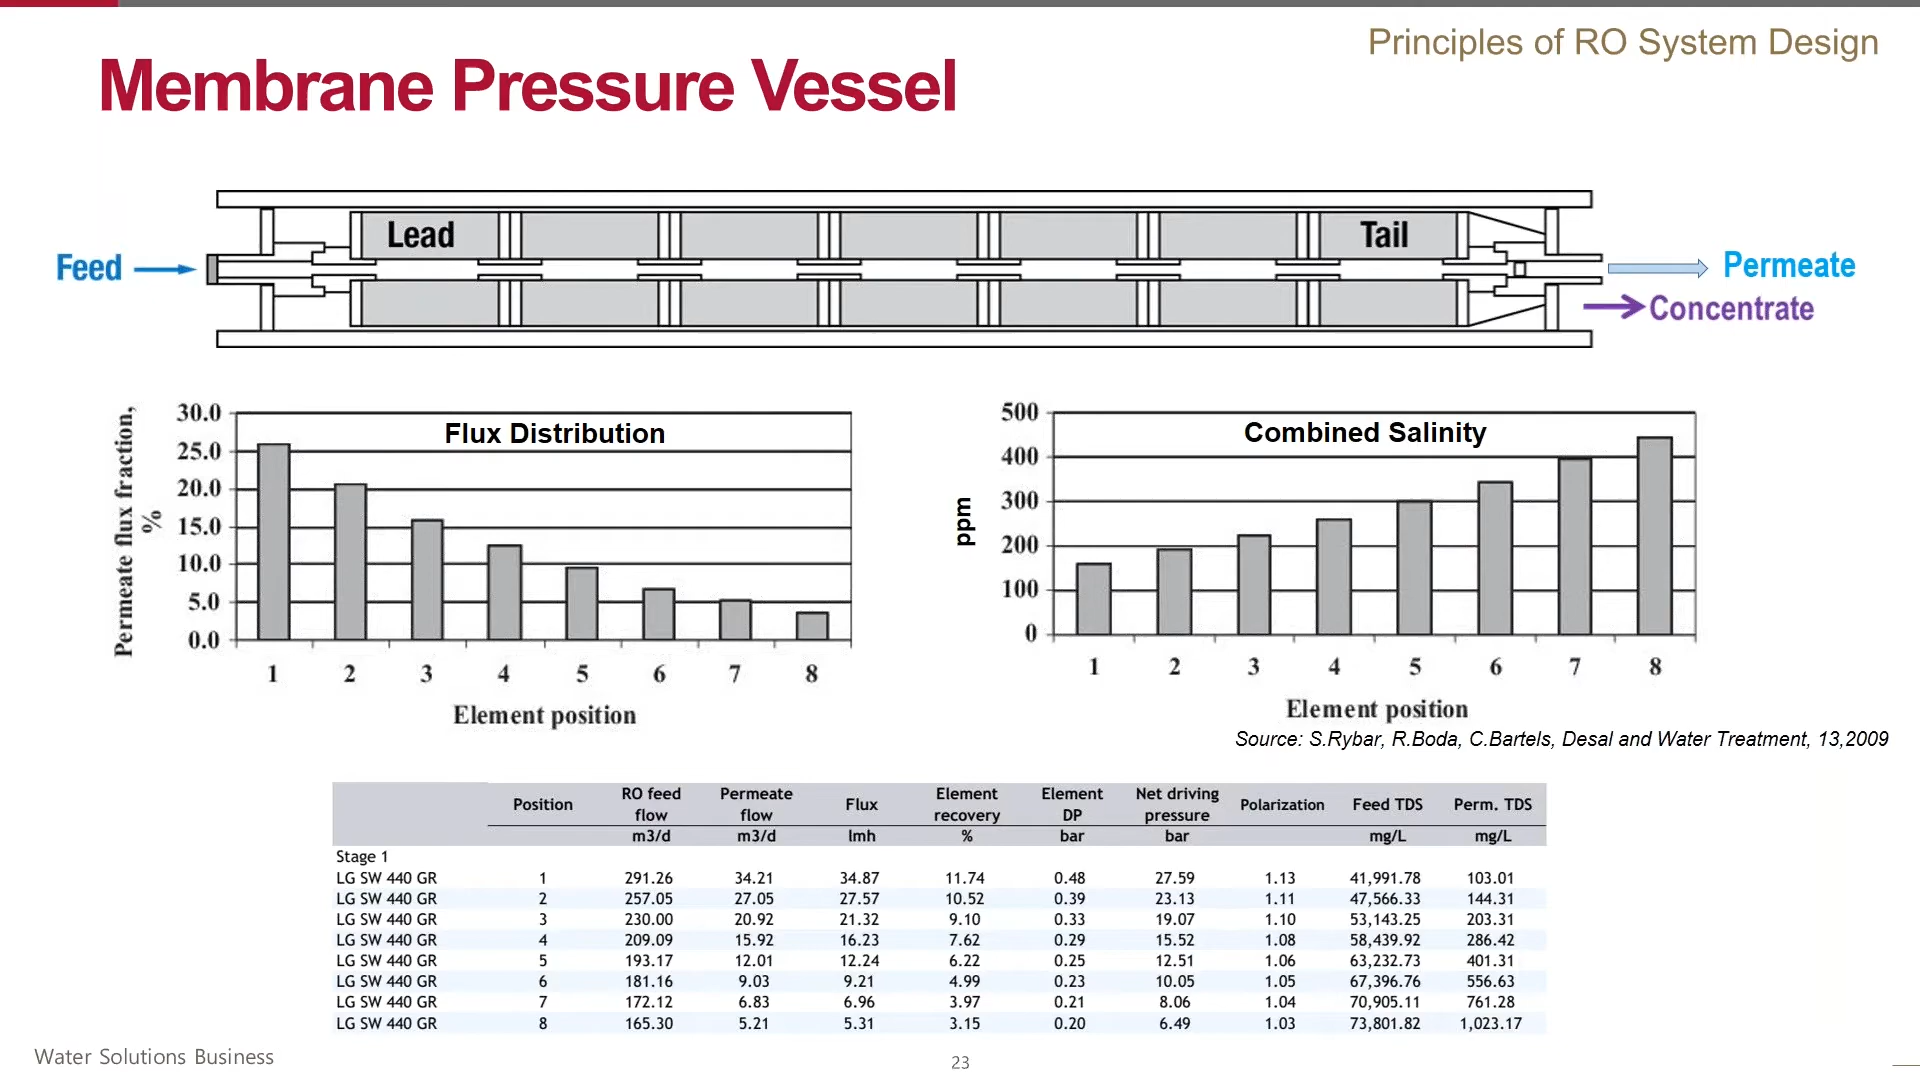 Principles of RO System Design
Membrane Pressure Vessel
Lead
Tail
Feed
Permeate
Concentrate
Flux Distribution
Permeate flux fraction,
%
30.0
25.0
20.0
15.0
10.0
5.0
0.0
1 2 3 4 5 6 7 8
Element position
Combined Salinity
ppm
500
400
300
200
100
0
1 2 3 4 5 6 7 8
Element position
Source: S.Rybar, R.Boda, C.Bartels, Desal and Water Treatment, 13,2009
Position RO feed flow Permeate flow Flux Element recovery Element DP Net driving pressure Polarization Feed TDS Perm. TDS
m3/d m3/d lmh % bar bar mg/L mg/L
Stage 1
LG SW 440 GR 1 291.26 34.21 34.87 11.74 0.48 27.59 1.13 41,991.78 103.01
LG SW 440 GR 2 257.05 27.05 27.57 10.52 0.39 23.13 1.11 47,566.33 144.31
LG SW 440 GR 3 230.00 20.92 21.32 9.10 0.33 19.07 1.10 53,143.25 203.31
LG SW 440 GR 4 209.09 15.92 16.23 7.62 0.29 15.52 1.08 58,439.92 286.42
LG SW 440 GR 5 193.17 12.01 12.24 6.22 0.25 12.51 1.06 63,232.73 401.31
LG SW 440 GR 6 181.16 9.03 9.21 4.99 0.23 10.05 1.05 67,396.76 556.63
LG SW 440 GR 7 172.12 6.83 6.96 3.97 0.21 8.06 1.04 70,905.11 761.28
LG SW 440 GR 8 165.30 5.21 5.31 3.15 0.20 6.49 1.03 73,801.82 1,023.17
Water Solutions Business
23